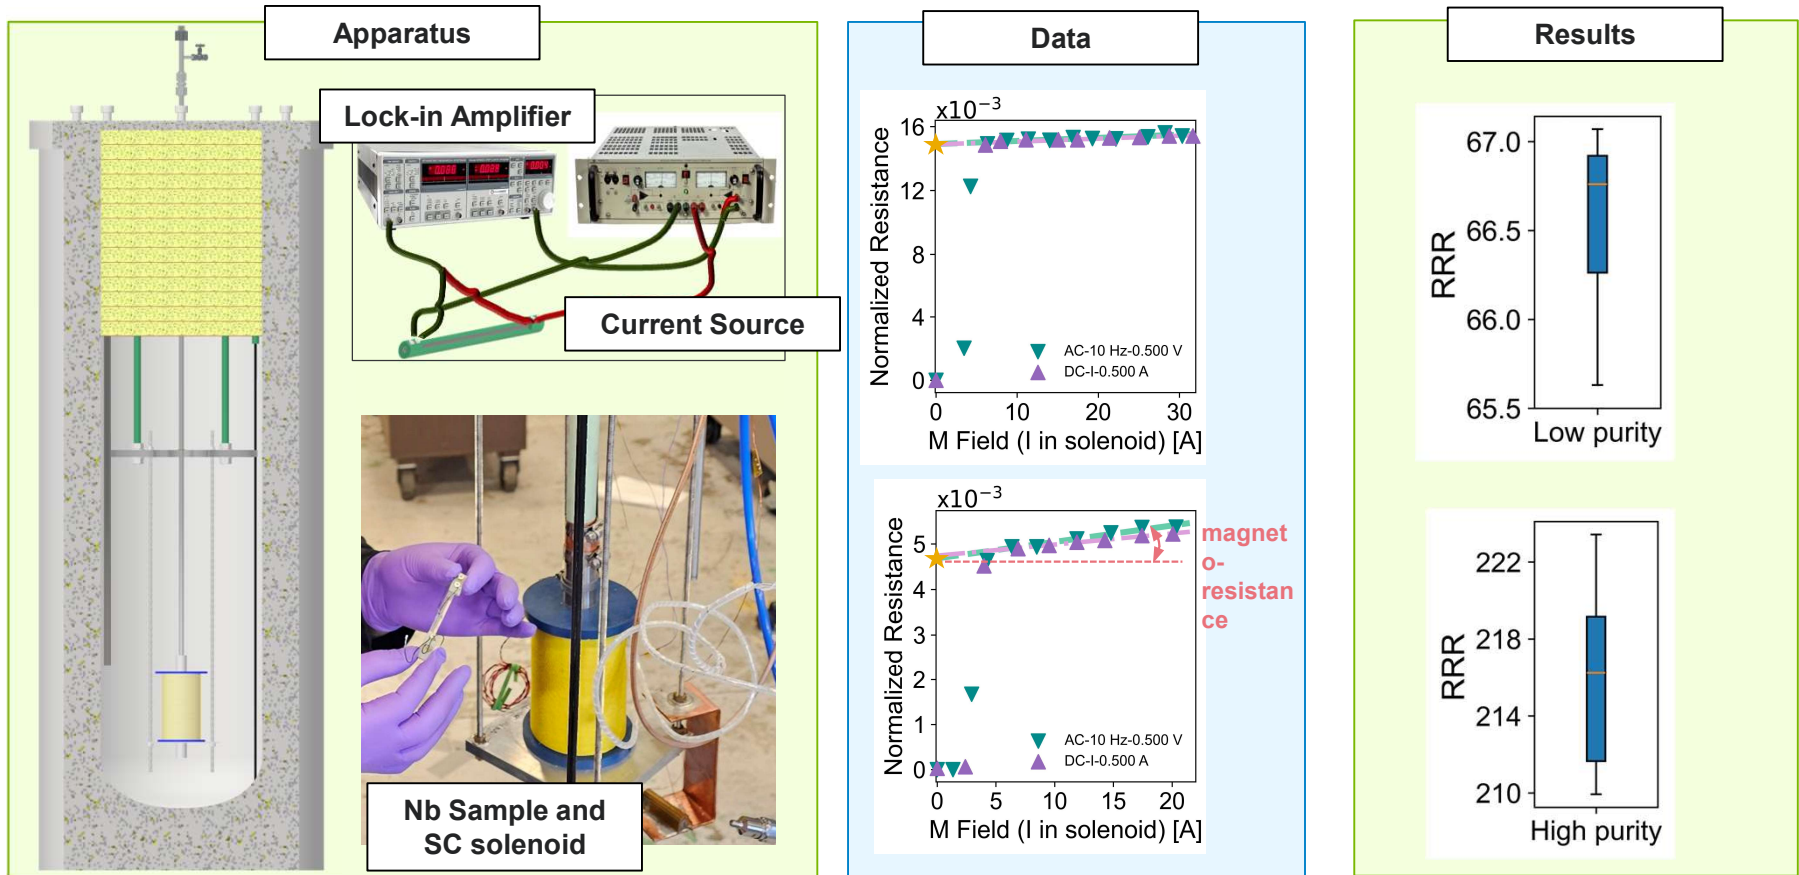 Apparatus
Lock-in Amplifier
Current Source
Nb Sample and
SC solenoid
Data
x10⁻³
16
12
8
4
0
Normalized Resistance
AC-10 Hz-0.500 V
DC-I-0.500 A
0 10 20 30
M Field (I in solenoid) [A]
x10⁻³
5
4
3
2
1
0
Normalized Resistance
magnet
o-
resistan
ce
AC-10 Hz-0.500 V
DC-I-0.500 A
0 5 10 15 20
M Field (I in solenoid) [A]
Results
67.0
66.5
66.0
65.5
RRR
Low purity
222
218
214
210
RRR
High purity